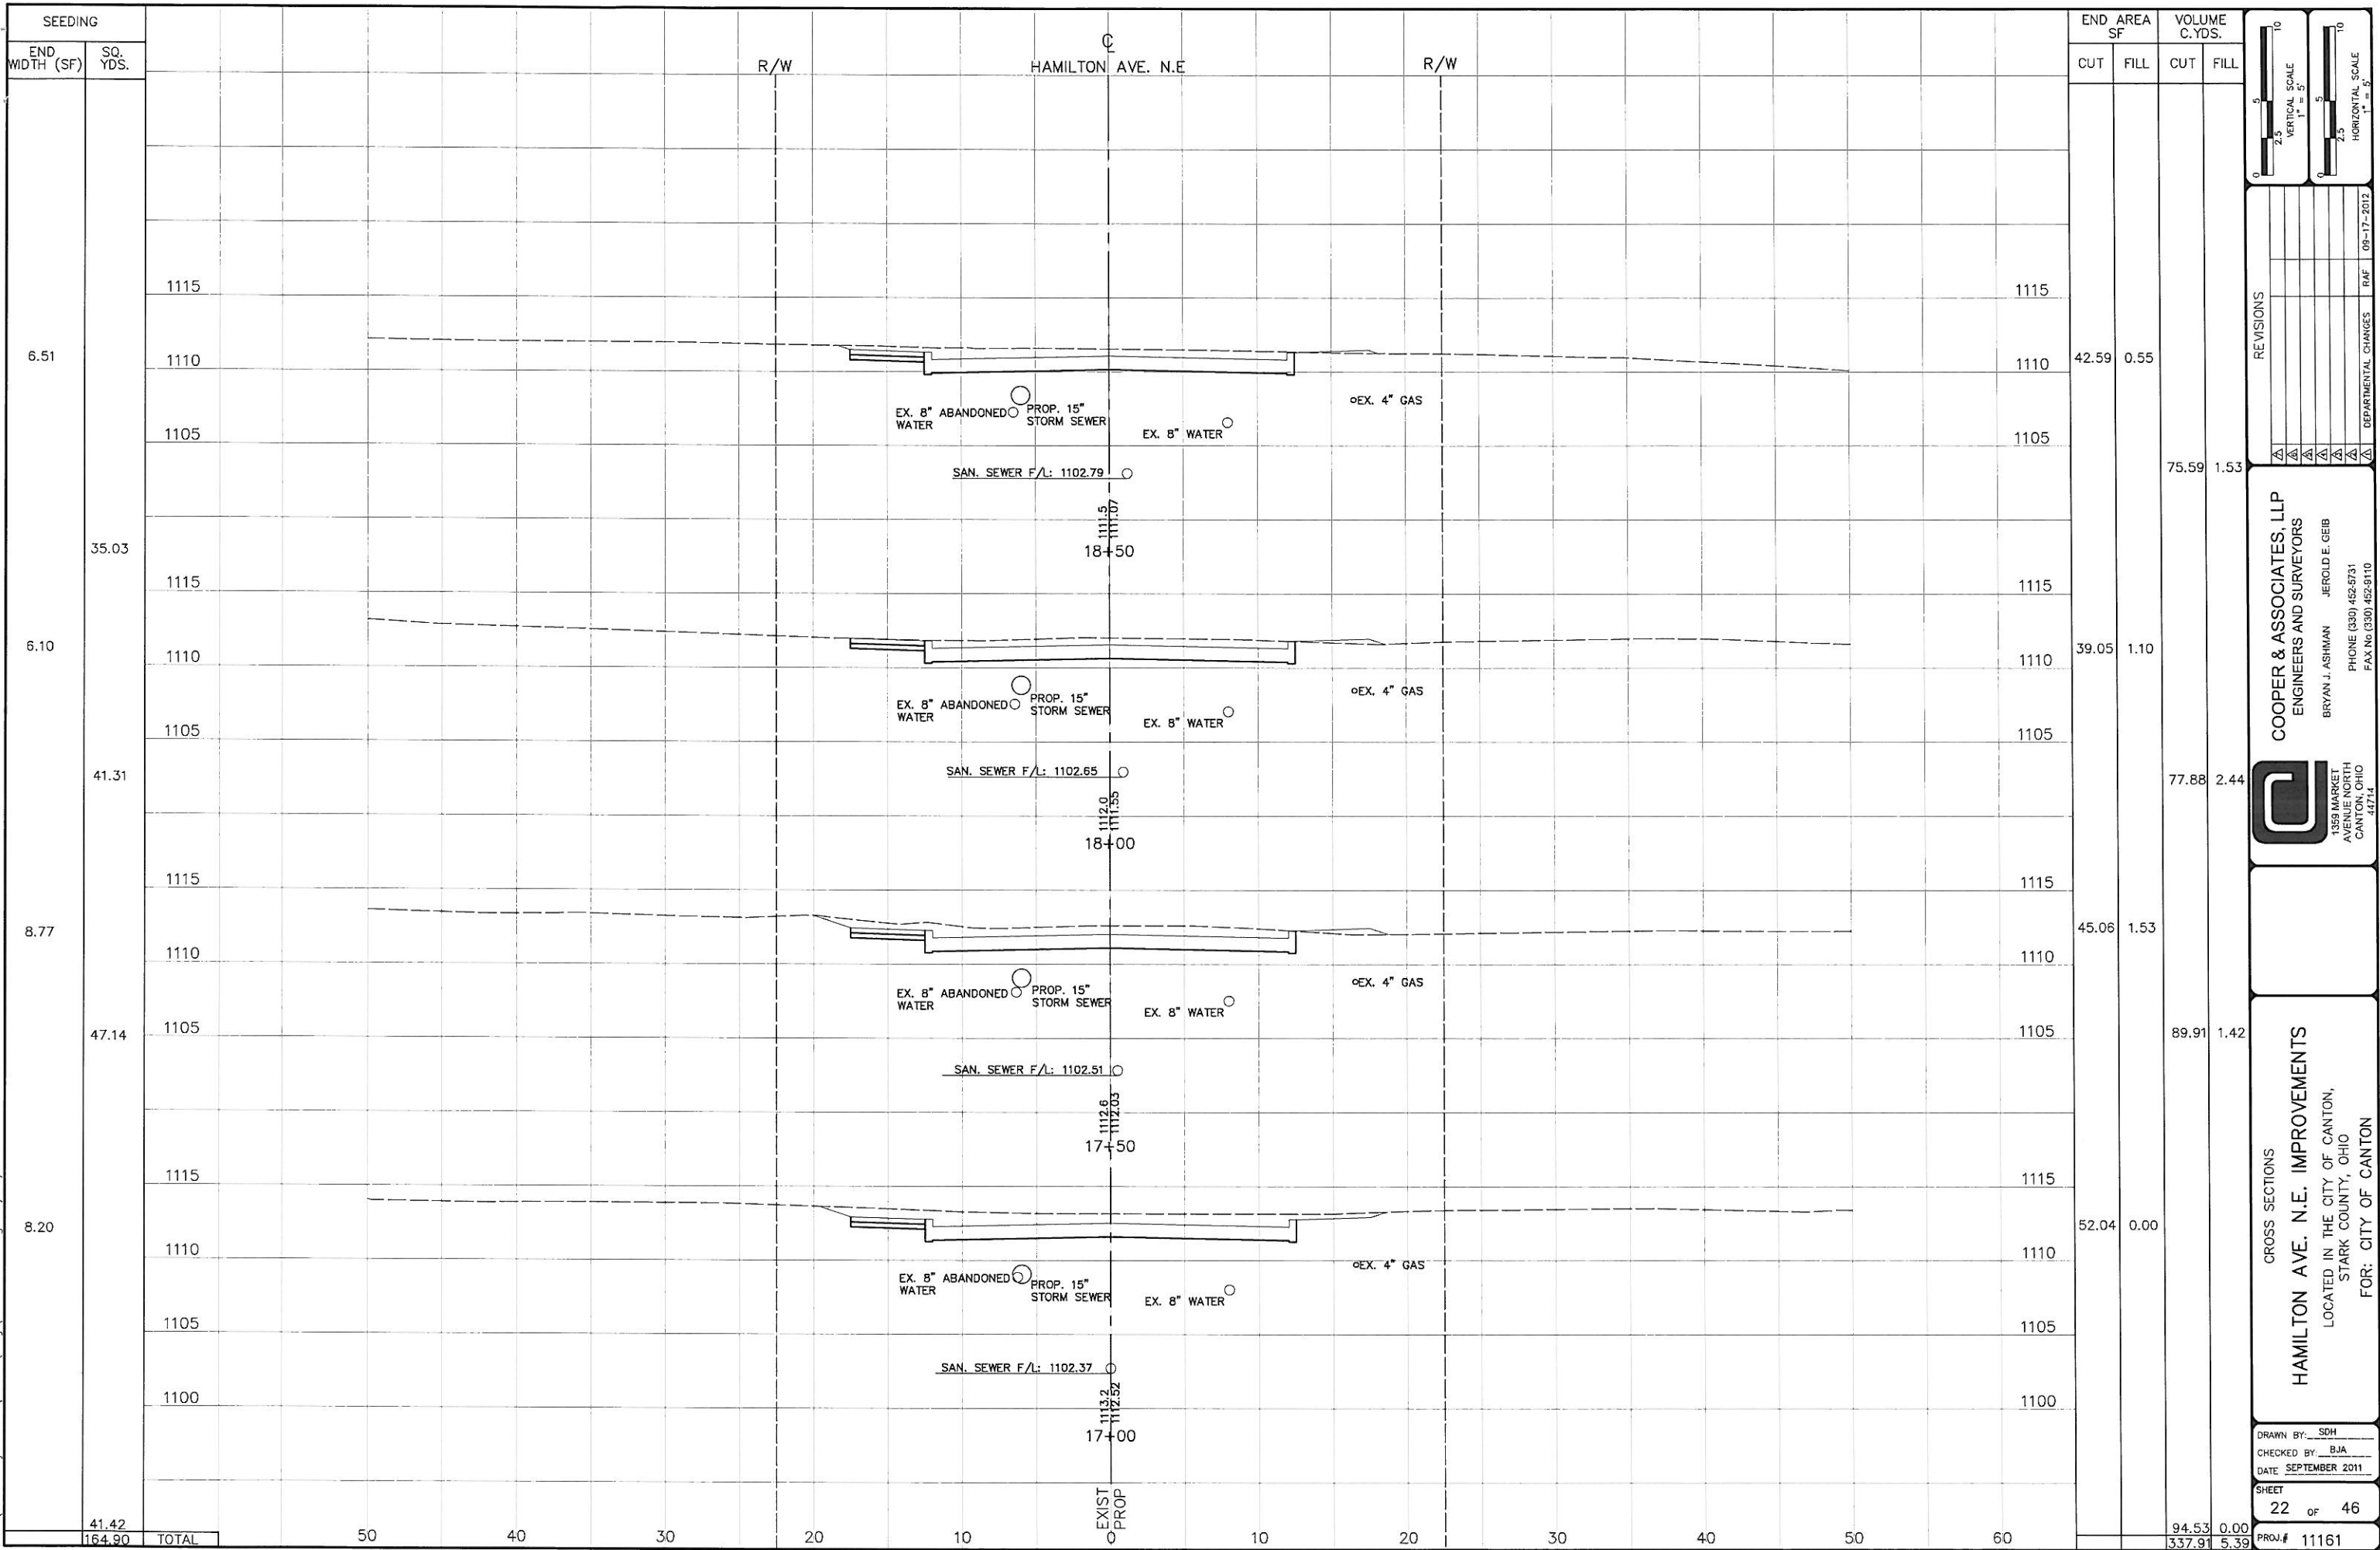 SEEDING
END WIDTH (SF)
SQ. YDS.
R/W
℄
HAMILTON AVE. N.E
R/W
END AREA SF
VOLUME C.YDS.
CUT FILL CUT FILL
1115 1115
6.51
1110 1110
42.59 0.55
EX. 8" ABANDONED WATER
PROP. 15" STORM SEWER
EX. 4" GAS
EX. 8" WATER
1105 1105
75.59 1.53
SAN. SEWER F/L: 1102.79
1111.5
1111.07
35.03
18+50
1115 1115
6.10
1110 1110
39.05 1.10
EX. 8" ABANDONED WATER
PROP. 15" STORM SEWER
EX. 4" GAS
EX. 8" WATER
1105 1105
41.31
SAN. SEWER F/L: 1102.65
77.88 2.44
1112.0
1111.55
18+00
1115 1115
8.77
1110 1110
45.06 1.53
EX. 8" ABANDONED WATER
PROP. 15" STORM SEWER
EX. 4" GAS
EX. 8" WATER
1105 1105
47.14
89.91 1.42
SAN. SEWER F/L: 1102.51
1112.6
1112.03
17+50
1115 1115
8.20
52.04 0.00
1110 1110
EX. 8" ABANDONED WATER
PROP. 15" STORM SEWER
EX. 4" GAS
EX. 8" WATER
1105 1105
SAN. SEWER F/L: 1102.37
1100 1100
1113.2
1112.52
17+00
EXIST
PROP
41.42
164.90 TOTAL
50 40 30 20 10 0 10 20 30 40 50 60
94.53 0.00
337.91 5.39
0 2.5 5 10
VERTICAL SCALE
1" = 5'
0 2.5 5 10
HORIZONTAL SCALE
1" = 5'
REVISIONS
DEPARTMENTAL CHANGES RAF 09-17-2012
COOPER & ASSOCIATES, LLP
ENGINEERS AND SURVEYORS
BRYAN J. ASHMAN JEROLD E. GEIB
PHONE (330) 452-5731
FAX No (330) 452-9110
1359 MARKET
AVENUE NORTH
CANTON, OHIO
44714
CROSS SECTIONS
HAMILTON AVE. N.E. IMPROVEMENTS
LOCATED IN THE CITY OF CANTON,
STARK COUNTY, OHIO
FOR: CITY OF CANTON
DRAWN BY: SDH
CHECKED BY: BJA
DATE SEPTEMBER 2011
SHEET
22 OF 46
PROJ.# 11161